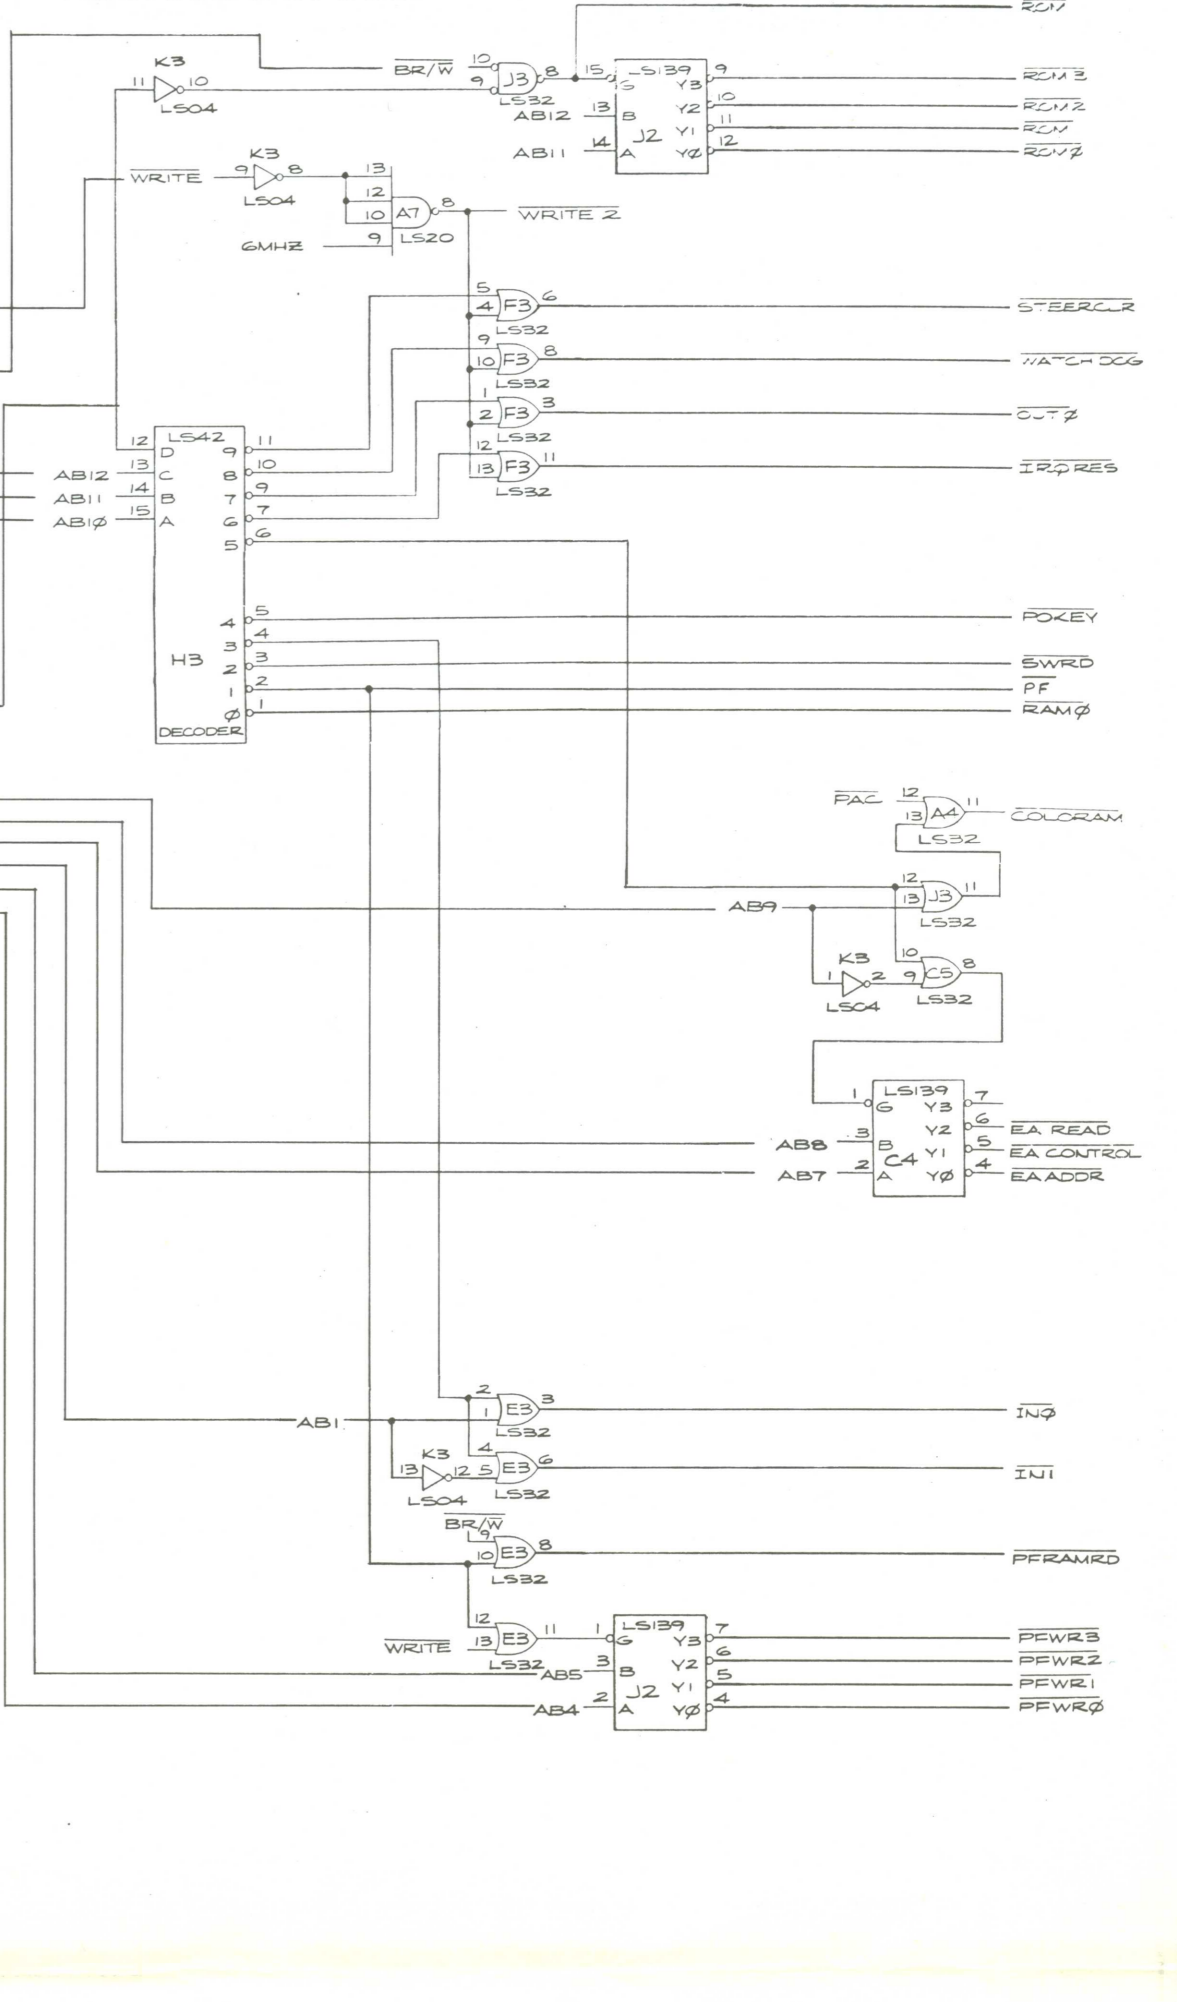 ROM
K3
11 10
LS04
BR/W 10 9 J3 8
LS32
15 LS139 9 ROM3
G Y3
AB12 13 B Y2 10 ROM2
J2 Y1 11 ROM
AB11 14 A YØ 12 ROMØ
K3
WRITE 9 8
LS04
13
12
10 A7 8 WRITE 2
6MHZ 9 LS20
5 4 F3 6 STEERCLR
LS32
9 10 F3 8 WATCHDOG
LS32
1 2 F3 3 OUTØ
LS32
12 13 F3 11 IRQRES
LS32
LS42
12 D 9 11
AB12 13 C 8 10
AB11 14 B 7 9
AB1Ø 15 A 6 7
5 6
4 5 POKEY
3 4
H3 2 3 SWRD
1 2 PF
Ø 1 RAMØ
DECODER
PAC 12 13 A4 11 COLORAM
LS32
AB9 12 13 J3 11
LS32
K3
1 2
LS04
10 9 C5 8
LS32
LS139
1 G Y3 7
Y2 6 EA READ
AB8 3 B Y1 5 EA CONTROL
C4
AB7 2 A YØ 4 EA ADDR
AB1
2 1 E3 3 INØ
LS32
K3
13 12
LS04
4 5 E3 6 IN1
LS32
BR/W
9 10 E3 8 PFRAMRD
LS32
WRITE 12 13 E3 11
LS32
LS139
1 G Y3 7 PFWR3
AB5 3 B Y2 6 PFWR2
J2 Y1 5 PFWR1
AB4 2 A YØ 4 PFWRØ